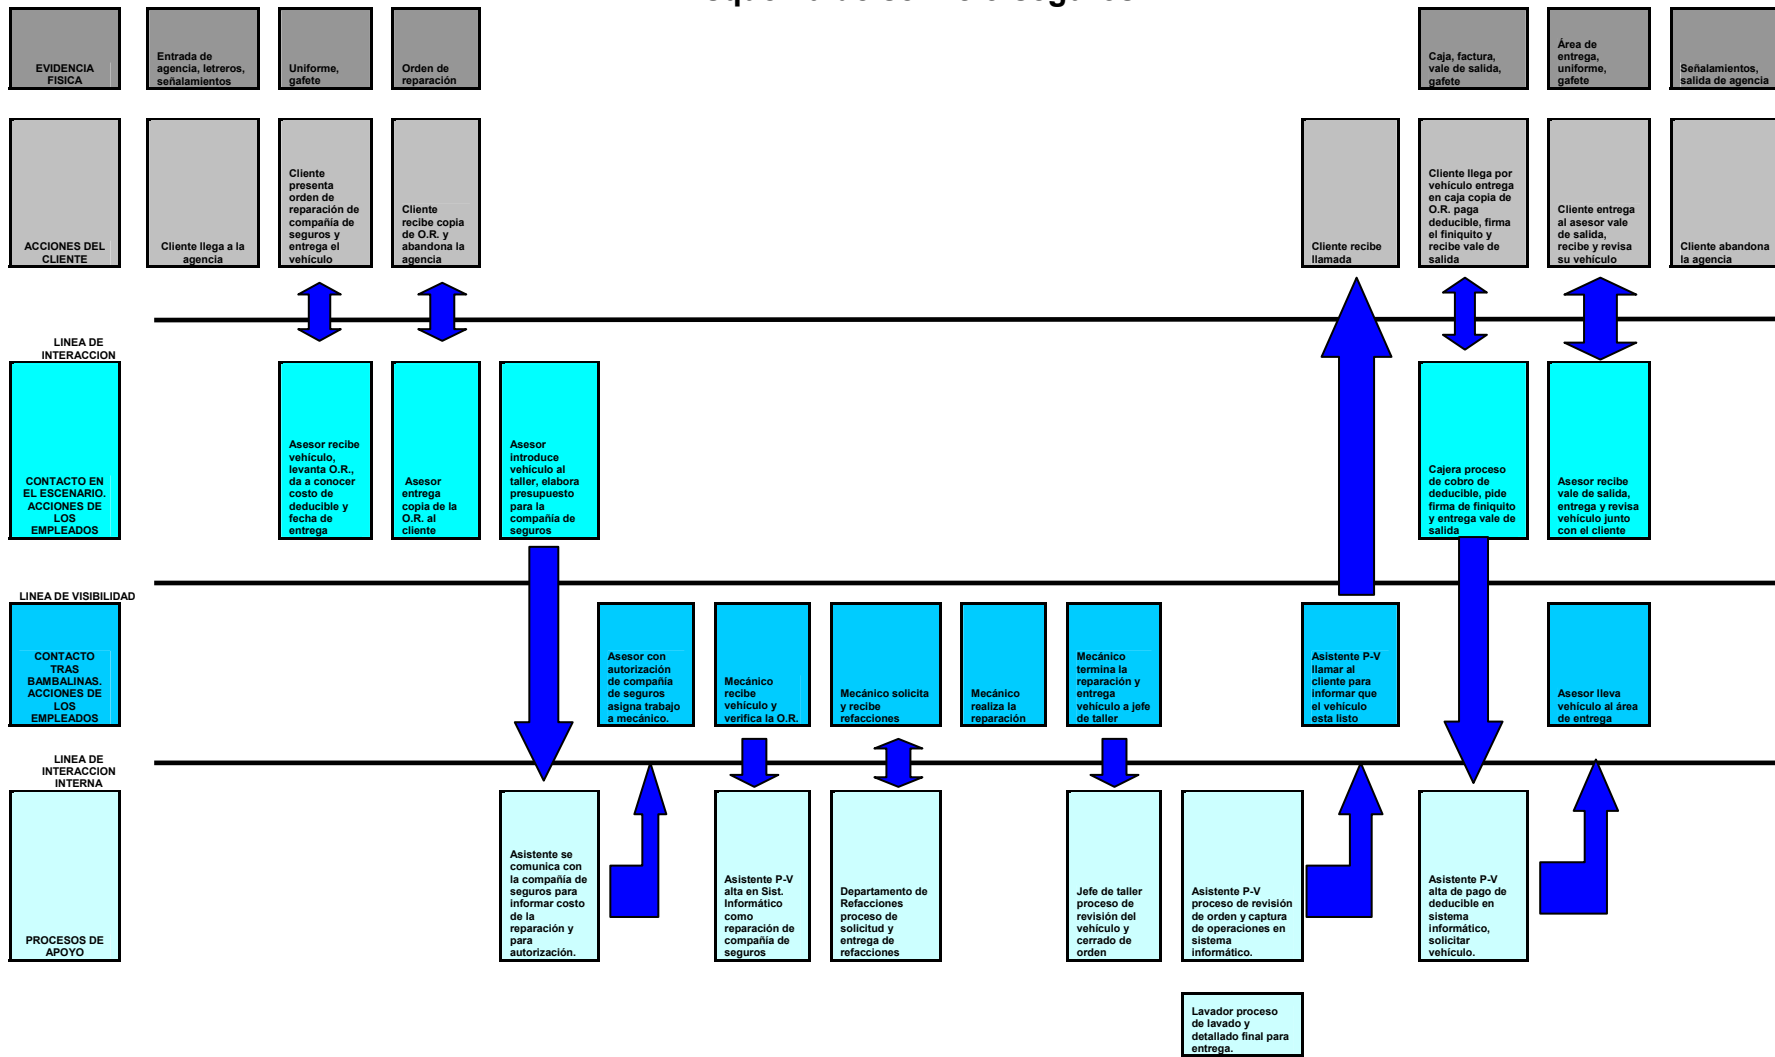 EVIDENCIA
FISICA
Entrada de
agencia, letreros,
señalamientos
Uniforme,
gafete
Orden de
reparación
Caja, factura,
vale de salida,
gafete
Área de
entrega,
uniforme,
gafete
Señalamientos,
salida de agencia
ACCIONES DEL
CLIENTE
Cliente llega a la
agencia
Cliente
presenta
orden de
reparación de
compañía de
seguros y
entrega el
vehículo
Cliente
recibe copia
de O.R. y
abandona la
agencia
Cliente recibe
llamada
Cliente llega por
vehículo entrega
en caja copia de
O.R. paga
deducible, firma
el finiquito y
recibe vale de
salida
Cliente entrega
al asesor vale
de salida,
recibe y revisa
su vehículo
Cliente abandona
la agencia
LINEA DE
INTERACCION
CONTACTO EN
EL ESCENARIO.
ACCIONES DE
LOS
EMPLEADOS
Asesor recibe
vehículo,
levanta O.R.,
da a conocer
costo de
deducible y
fecha de
entrega
Asesor
entrega
copia de la
O.R. al
cliente
Asesor
introduce
vehículo al
taller, elabora
presupuesto
para la
compañía de
seguros
Cajera proceso
de cobro de
deducible, pide
firma de finiquito
y entrega vale de
salida
Asesor recibe
vale de salida,
entrega y revisa
vehículo junto
con el cliente
LINEA DE VISIBILIDAD
CONTACTO
TRAS
BAMBALINAS.
ACCIONES DE
LOS
EMPLEADOS
Asesor con
autorización
de compañía
de seguros
asigna trabajo
a mecánico.
Mecánico
recibe
vehículo y
verifica la O.R.
Mecánico solicita
y recibe
refacciones
Mecánico
realiza la
reparación
Mecánico
termina la
reparación y
entrega
vehículo a jefe
de taller
Asistente P-V
llamar al
cliente para
informar que
el vehículo
esta listo
Asesor lleva
vehículo al área
de entrega
LINEA DE
INTERACCION
INTERNA
PROCESOS DE
APOYO
Asistente se
comunica con
la compañía de
seguros para
informar costo
de la
reparación y
para
autorización.
Asistente P-V
alta en Sist.
Informático
como
reparación de
compañía de
seguros
Departamento de
Refacciones
proceso de
solicitud y
entrega de
refacciones
Jefe de taller
proceso de
revisión del
vehículo y
cerrado de
orden
Asistente P-V
proceso de revisión
de orden y captura
de operaciones en
sistema
informático.
Asistente P-V
alta de pago de
deducible en
sistema
informático,
solicitar
vehículo.
Lavador proceso
de lavado y
detallado final para
entrega.